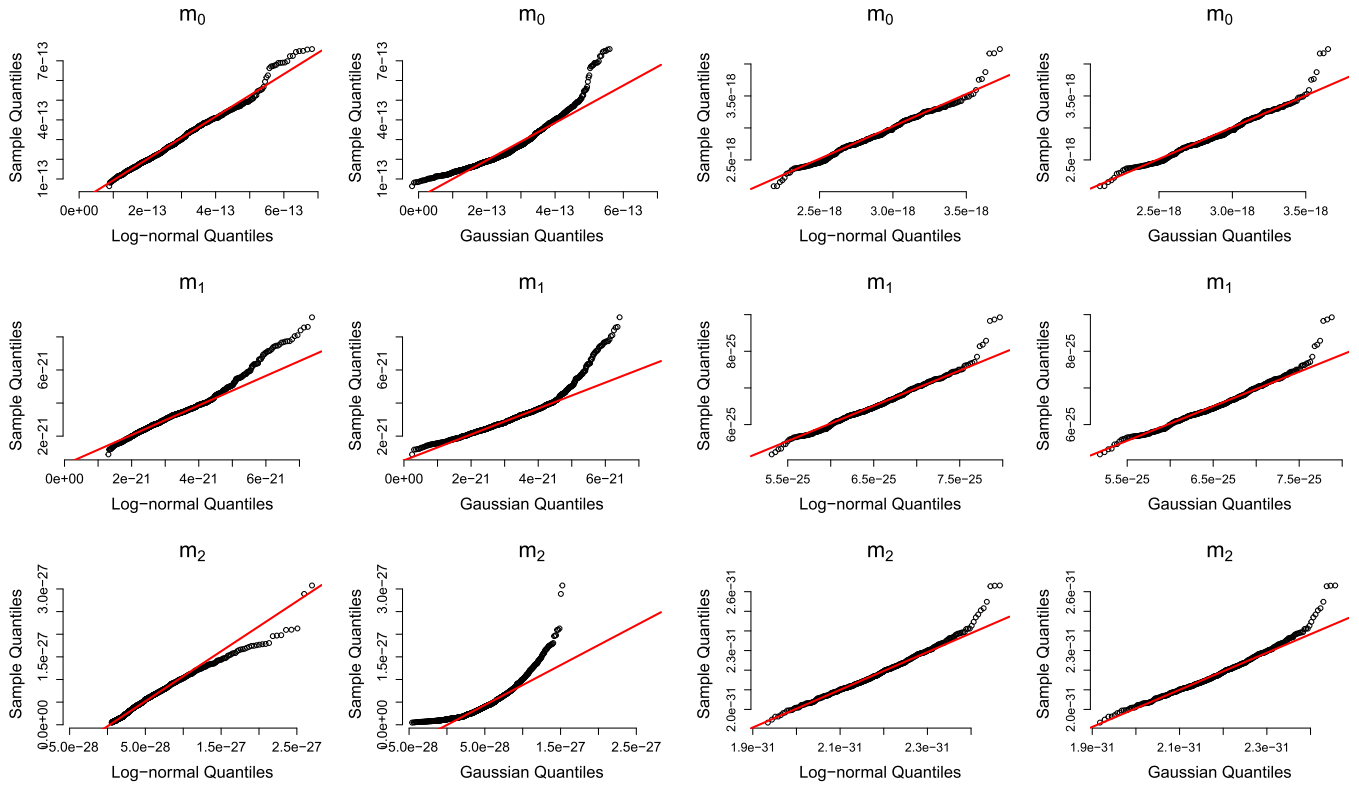 m0
Sample Quantiles
1e−13 4e−13 7e−13
0e+00 2e−13 4e−13 6e−13
Log−normal Quantiles
m0
Sample Quantiles
1e−13 4e−13 7e−13
0e+00 2e−13 4e−13 6e−13
Gaussian Quantiles
m0
Sample Quantiles
2.5e−18 3.5e−18
2.5e−18 3.0e−18 3.5e−18
Log−normal Quantiles
m0
Sample Quantiles
2.5e−18 3.5e−18
2.5e−18 3.0e−18 3.5e−18
Gaussian Quantiles
m1
Sample Quantiles
2e−21 6e−21
0e+00 2e−21 4e−21 6e−21
Log−normal Quantiles
m1
Sample Quantiles
2e−21 6e−21
0e+00 2e−21 4e−21 6e−21
Gaussian Quantiles
m1
Sample Quantiles
6e−25 8e−25
5.5e−25 6.5e−25 7.5e−25
Log−normal Quantiles
m1
Sample Quantiles
6e−25 8e−25
5.5e−25 6.5e−25 7.5e−25
Gaussian Quantiles
m2
Sample Quantiles
0.0e+00 1.5e−27 3.0e−27
−5.0e−28 5.0e−28 1.5e−27 2.5e−27
Log−normal Quantiles
m2
Sample Quantiles
0.0e+00 1.5e−27 3.0e−27
−5.0e−28 5.0e−28 1.5e−27 2.5e−27
Gaussian Quantiles
m2
Sample Quantiles
2.0e−31 2.3e−31 2.6e−31
1.9e−31 2.1e−31 2.3e−31
Log−normal Quantiles
m2
Sample Quantiles
2.0e−31 2.3e−31 2.6e−31
1.9e−31 2.1e−31 2.3e−31
Gaussian Quantiles